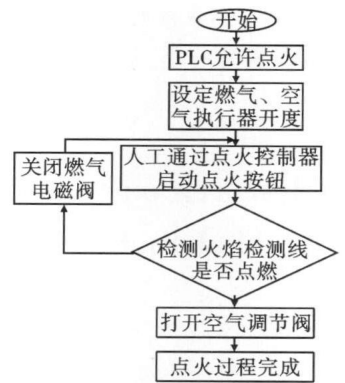 开始
PLC允许点火
设定燃气、空
气执行器开度
人工通过点火控制器
启动点火按钮
关闭燃气
电磁阀
检测火焰检测线
是否点燃
打开空气调节阀
点火过程完成